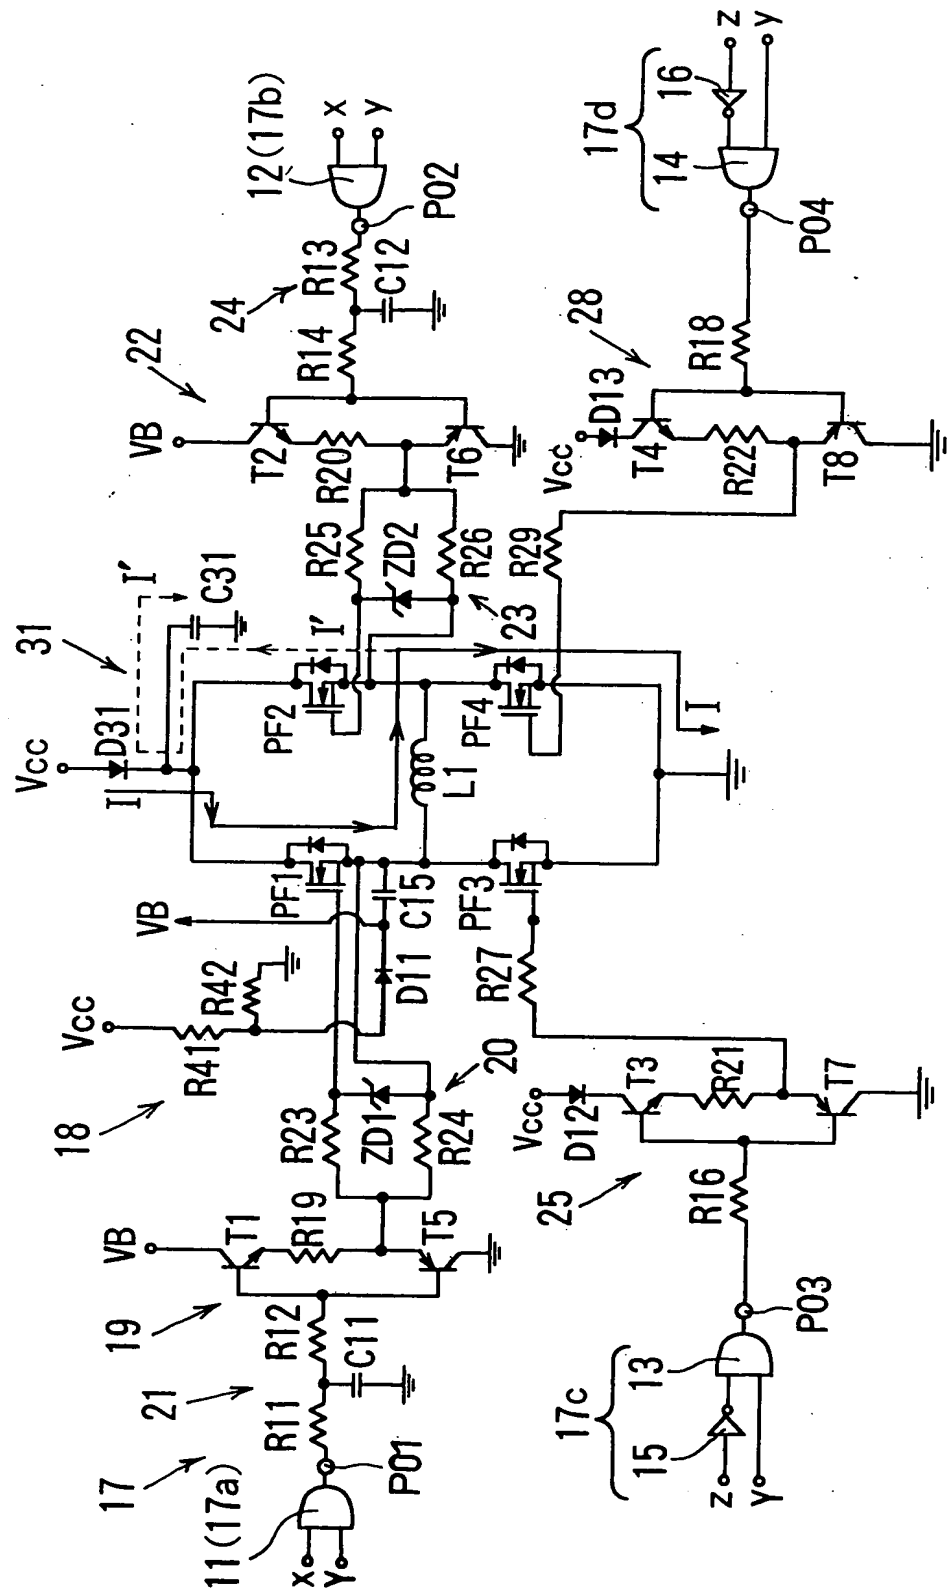 Vcc
31
I'
Vcc
18
D31
I
22
VB
17
21
19
VB
VB
R41
R42
C31
24
12(17b)
11(17a)
R11
R12
T1
R19
R23
PF1
PF2
I'
R25
T2
R20
R14
R13
x
y
x
Y
P01
C11
T5
ZD1
R24
20
D11
C15
L1
23
ZD2
R26
T6
C12
P02
17c
PF3
PF4
R27
R29
Vcc
D12
Vcc
D13
28
17d
25
T3
R21
T7
R16
I
T4
R22
T8
R18
15
13
14
16
z
Y
P03
P04
z
y